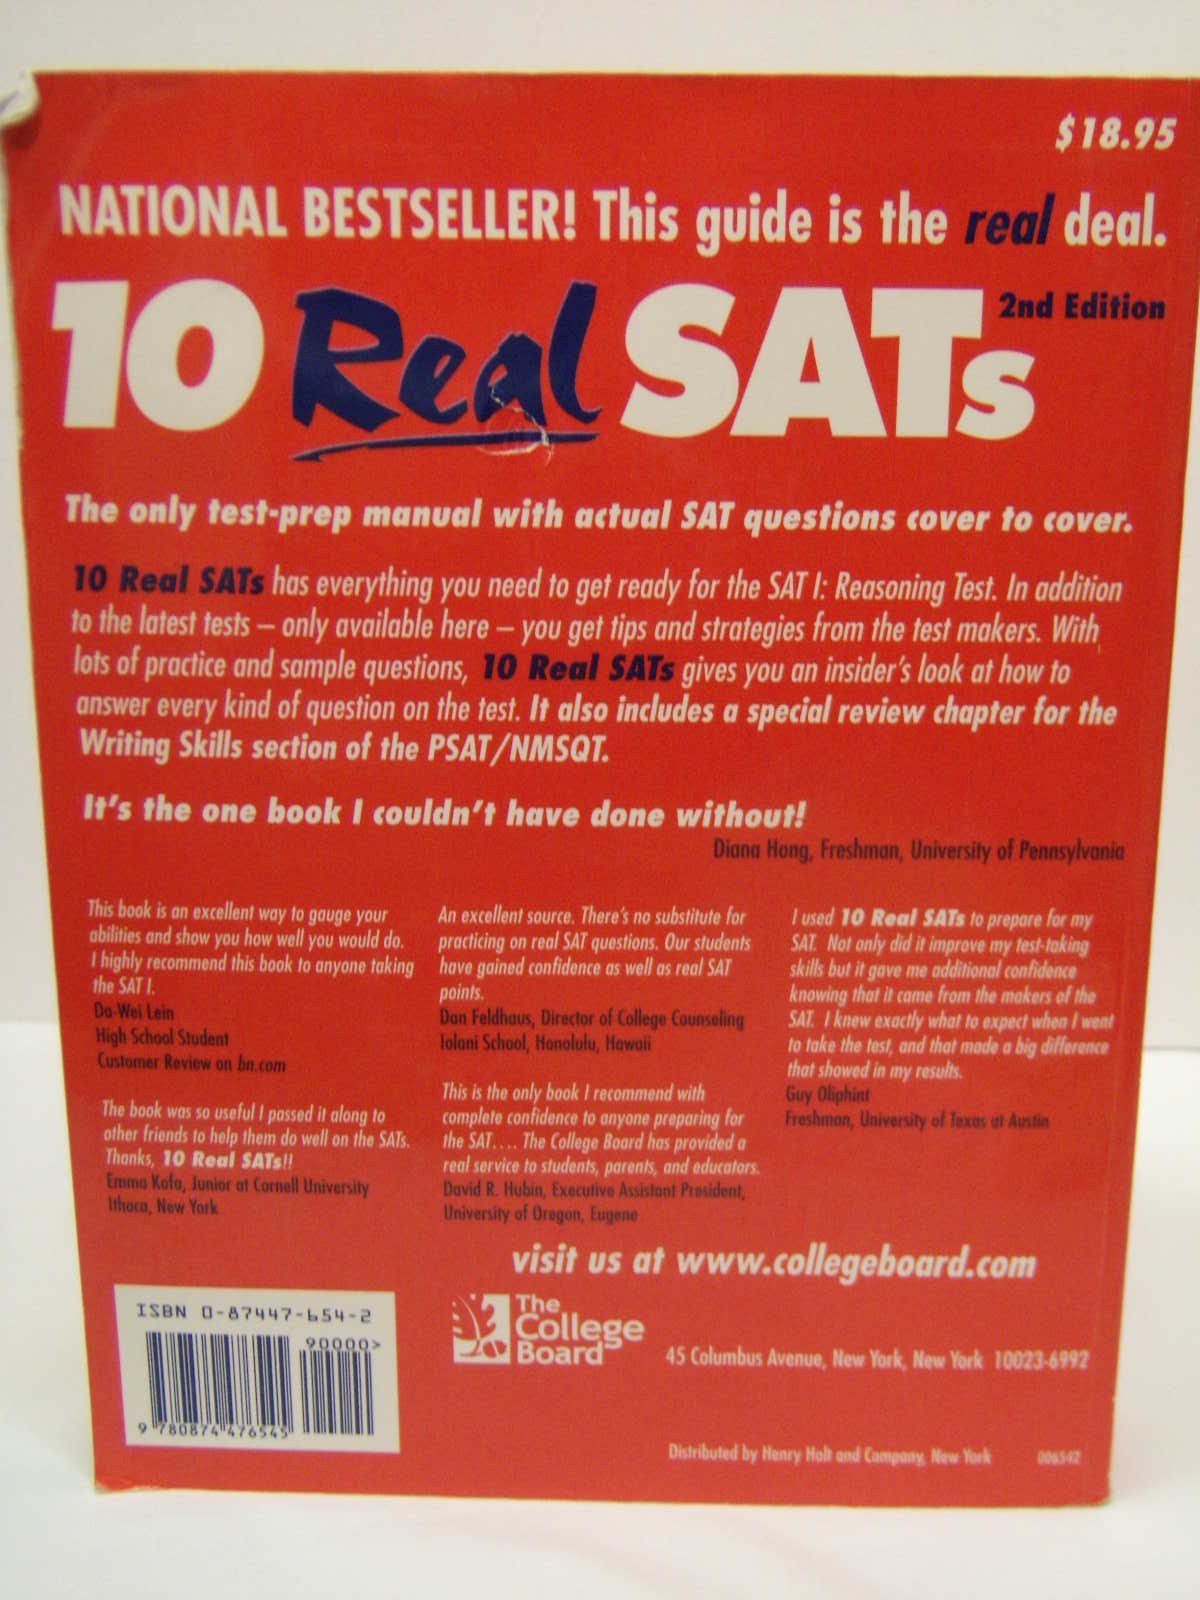 $18.95
NATIONAL BESTSELLER! This guide is the real deal.
10 Real SATs 2nd Edition
The only test-prep manual with actual SAT questions cover to cover.
10 Real SATs has everything you need to get ready for the SAT I: Reasoning Test. In addition
to the latest tests – only available here – you get tips and strategies from the test makers. With
lots of practice and sample questions, 10 Real SATs gives you an insider's look at how to
answer every kind of question on the test. It also includes a special review chapter for the
Writing Skills section of the PSAT/NMSQT.
It's the one book I couldn't have done without!
Diana Hong, Freshman, University of Pennsylvania
This book is an excellent way to gauge your
abilities and show you how well you would do.
I highly recommend this book to anyone taking
the SAT I.
Da-Wei Lein
High School Student
Customer Review on bn.com
The book was so useful I passed it along to
other friends to help them do well on the SATs.
Thanks, 10 Real SATs!!
Emma Kofa, Junior at Cornell University
Ithaca, New York
An excellent source. There's no substitute for
practicing on real SAT questions. Our students
have gained confidence as well as real SAT
points.
Dan Feldhaus, Director of College Counseling
Iolani School, Honolulu, Hawaii
This is the only book I recommend with
complete confidence to anyone preparing for
the SAT.... The College Board has provided a
real service to students, parents, and educators.
David R. Hubin, Executive Assistant President,
University of Oregon, Eugene
I used 10 Real SATs to prepare for my
SAT. Not only did it improve my test-taking
skills but it gave me additional confidence
knowing that it came from the makers of the
SAT. I knew exactly what to expect when I went
to take the test, and that made a big difference
that showed in my results.
Guy Oliphint
Freshman, University of Texas at Austin
visit us at www.collegeboard.com
ISBN 0-87447-654-2
90000>
9 780874 476545
The
College
Board
45 Columbus Avenue, New York, New York 10023-6992
Distributed by Henry Holt and Company, New York 006542